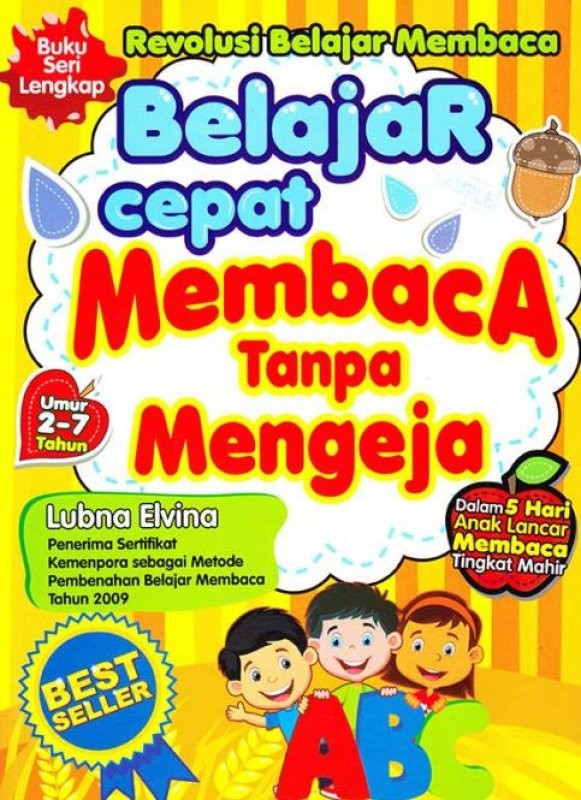 Buku
Seri
Lengkap
Revolusi Belajar Membaca
BelajaR
cepat
MembacA
Tanpa
Mengeja
Umur
2-7
Tahun
Lubna Elvina
Penerima Sertifikat
Kemenpora sebagai Metode
Pembenahan Belajar Membaca
Tahun 2009
Dalam 5 Hari
Anak Lancar
Membaca
Tingkat Mahir
BEST
SELLER
ABC